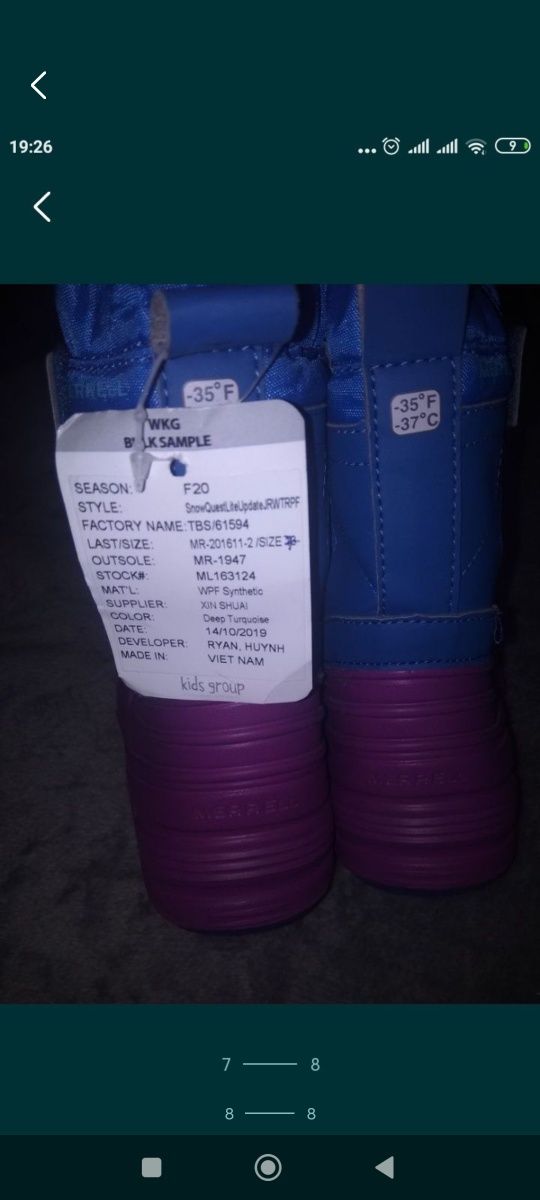 19:26
9
-35°F
-35°F
-37°C
WKG
SAMPLE
SEASON: F20
STYLE: SnowQuestLiteUpdateJRWTRPF
FACTORY NAME:TBS/61594
LAST/SIZE: MR-201611-2 /SIZE
OUTSOLE: MR-1947
STOCK#: ML163124
MAT'L: WPF Synthetic
SUPPLIER: XIN SHUAI
COLOR: Deep Turquoise
DATE: 14/10/2019
DEVELOPER: RYAN, HUYNH
MADE IN: VIET NAM
kids group
MERRELL
MERRELL
7 8
8 8